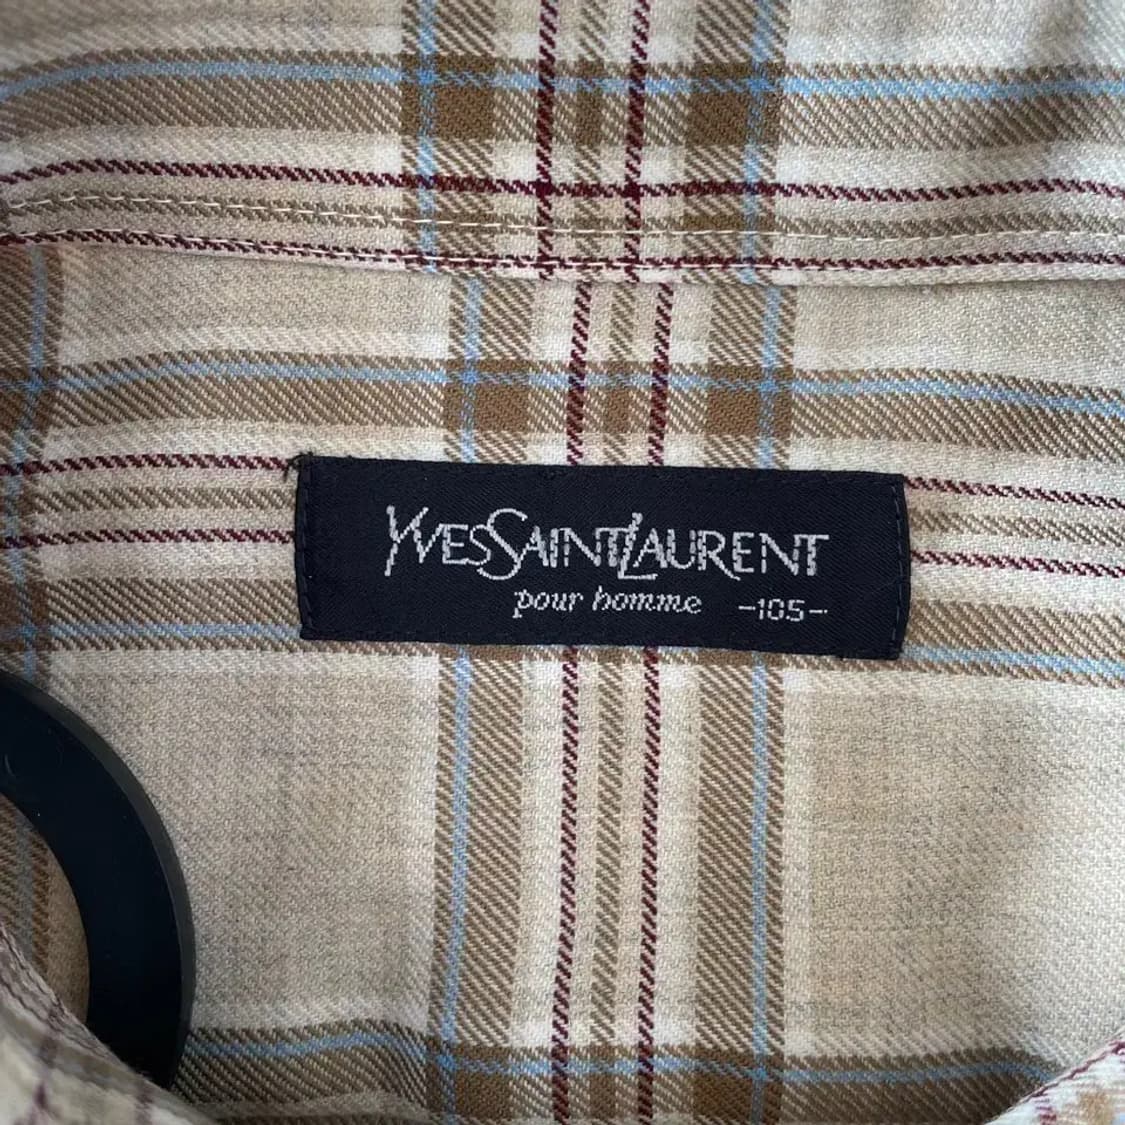 YVESSAINTLAURENT
pour homme -105-